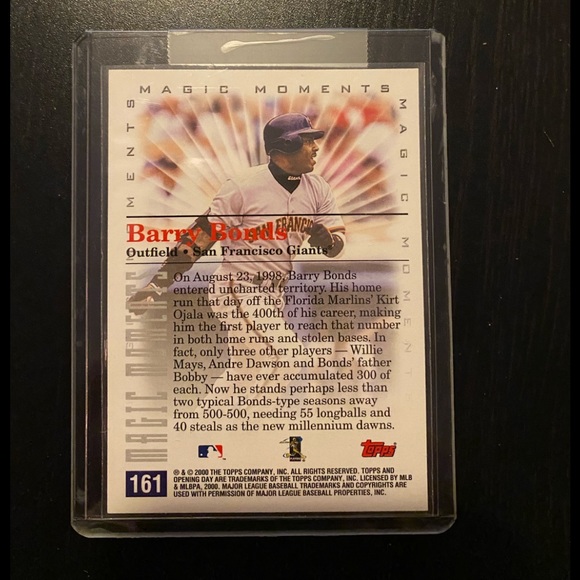 MAGIC MOMENTS
MAGIC MOMENTS
MENTS
Barry Bonds
Outfield • San Francisco Giants
On August 23, 1998, Barry Bonds
entered uncharted territory. His home
run that day off the Florida Marlins' Kirt
Ojala was the 400th of his career, making
him the first player to reach that number
in both home runs and stolen bases. In
fact, only three other players — Willie
Mays, Andre Dawson and Bonds' father
Bobby — have ever accumulated 300 of
each. Now he stands perhaps less than
two typical Bonds-type seasons away
from 500-500, needing 55 longballs and
40 steals as the new millennium dawns.
MAGIC MOMENTS
161
Topps
® & © 2000 THE TOPPS COMPANY, INC. ALL RIGHTS RESERVED. TOPPS AND
OPENING DAY ARE TRADEMARKS OF THE TOPPS COMPANY, INC. LICENSED BY MLB
& MLBPA, 2000. MAJOR LEAGUE BASEBALL TRADEMARKS AND COPYRIGHTS ARE
USED WITH PERMISSION OF MAJOR LEAGUE BASEBALL PROPERTIES, INC.